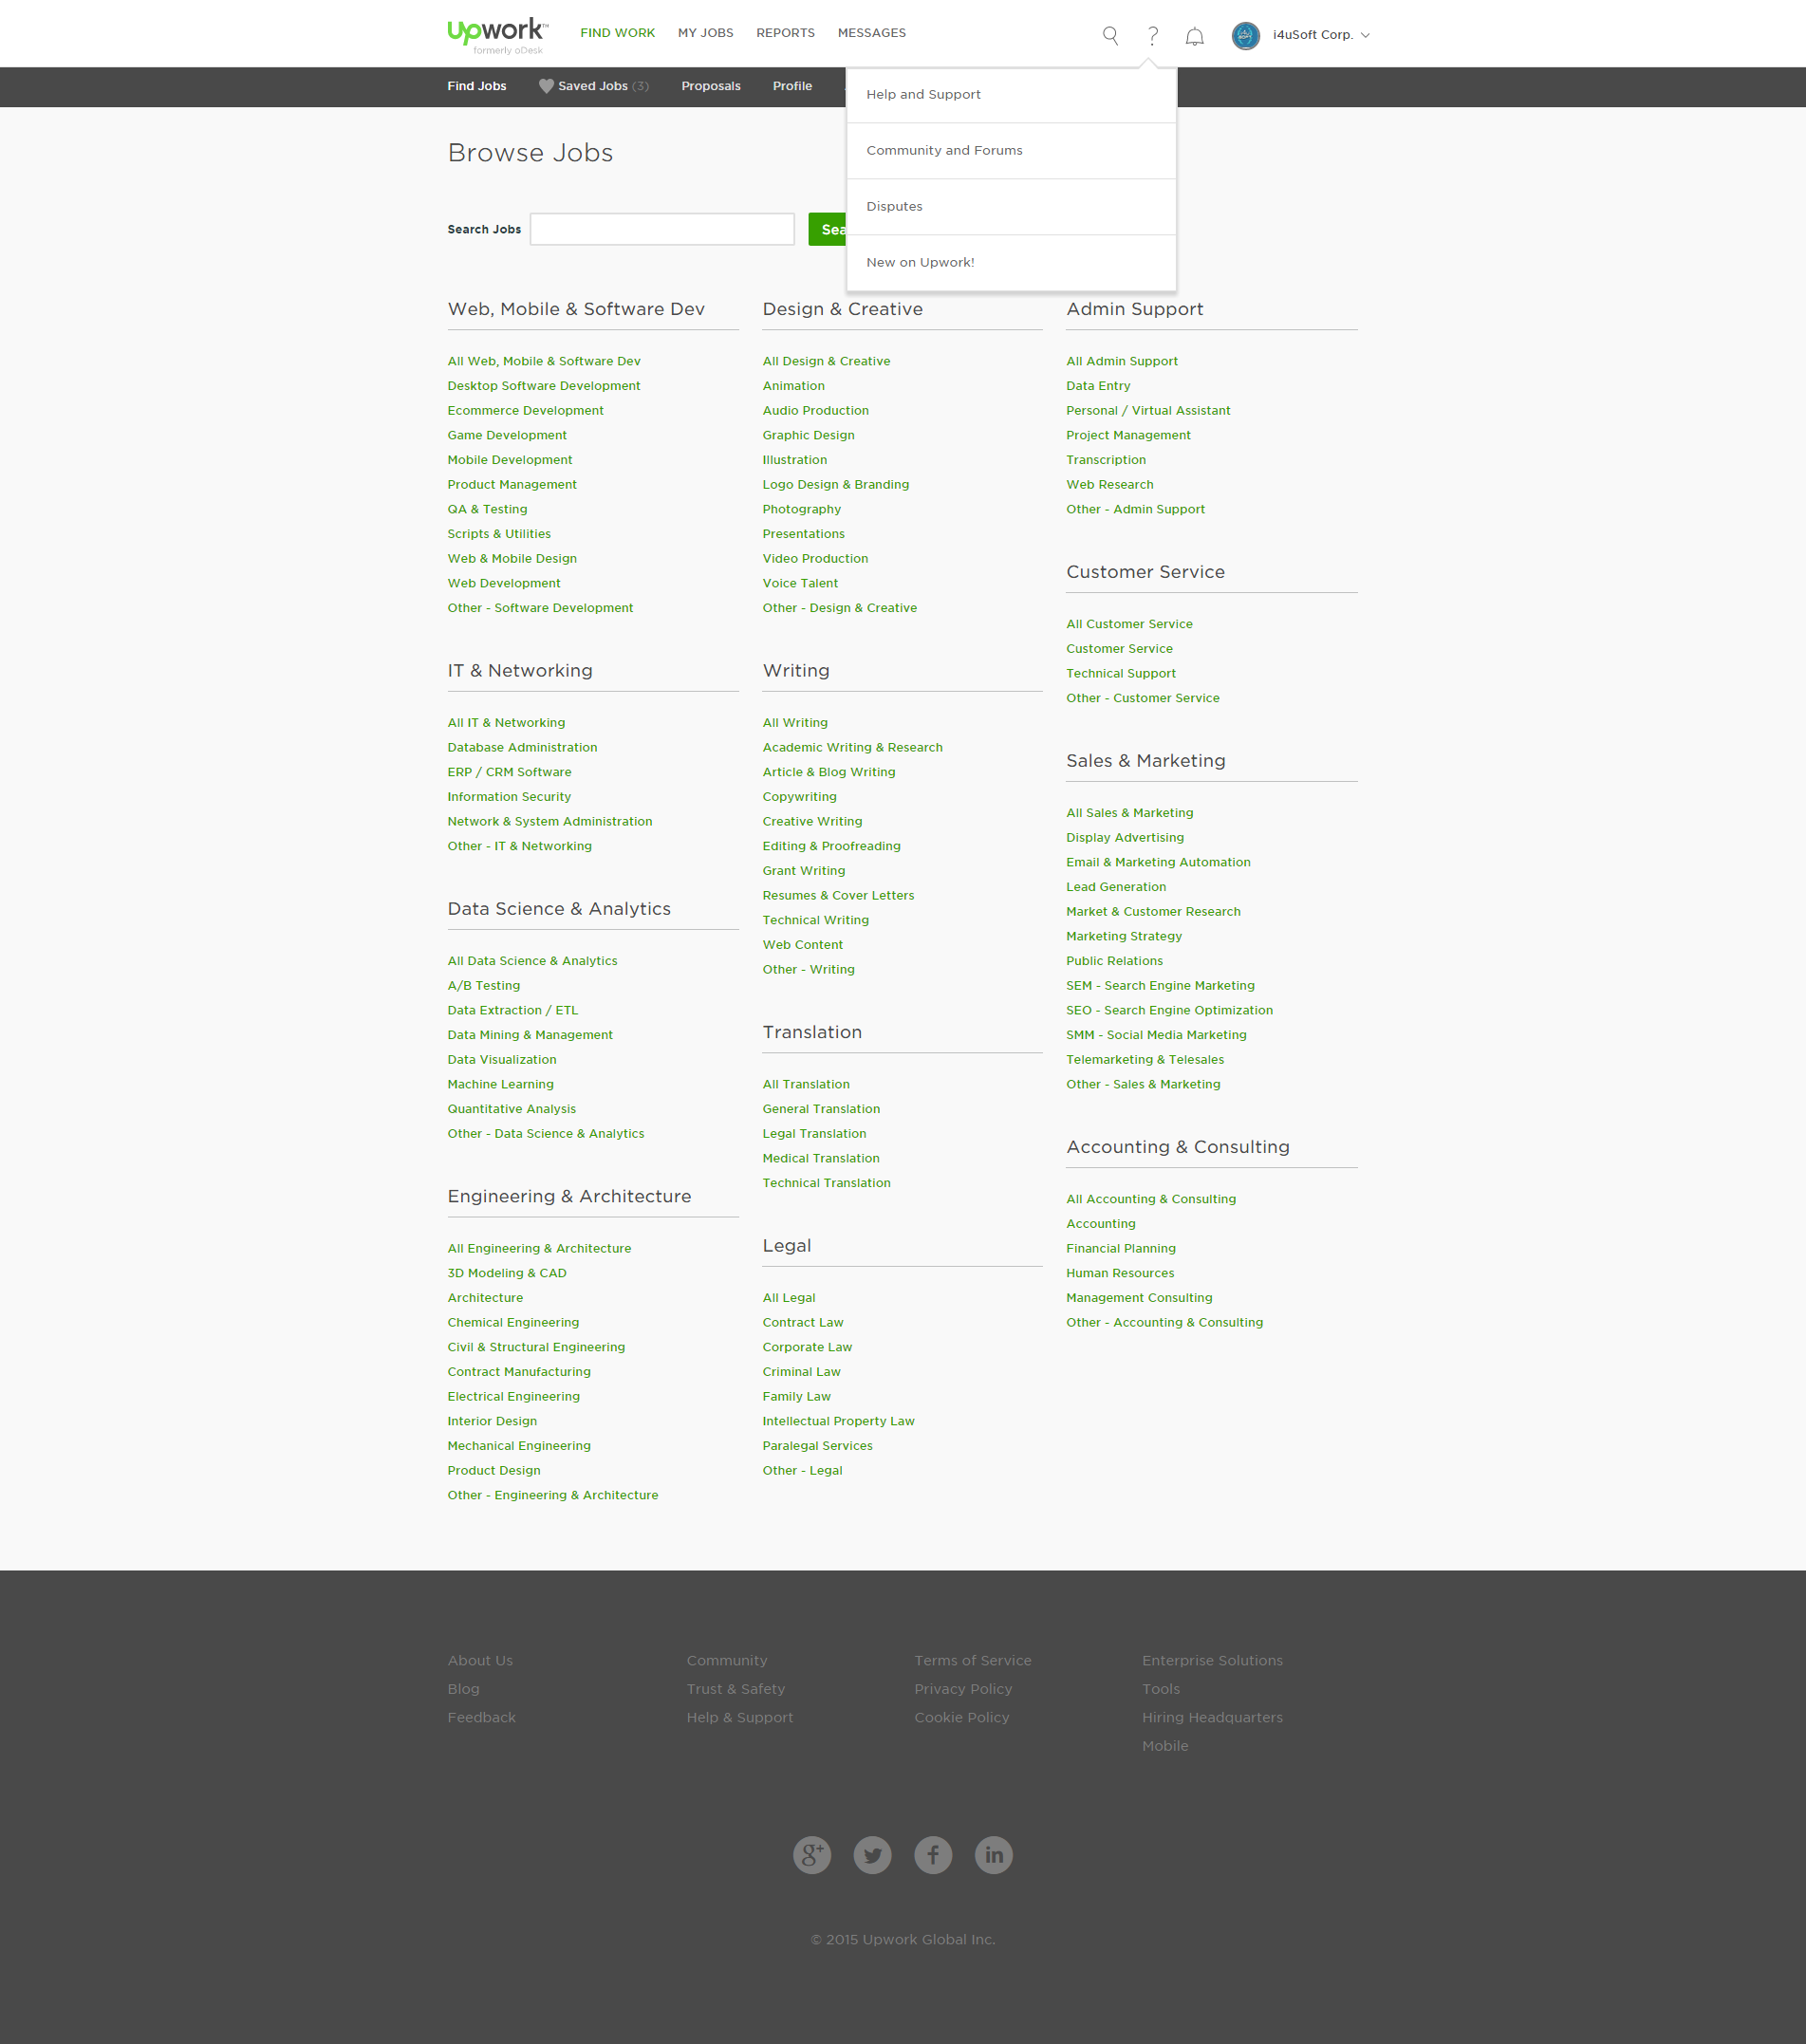 upwork™
formerly oDesk
FIND WORK MY JOBS REPORTS MESSAGES
i4uSoft Corp.
Find Jobs Saved Jobs (3) Proposals Profile
Help and Support
Community and Forums
Disputes
New on Upwork!
Browse Jobs
Search Jobs
Sea
Web, Mobile & Software Dev
All Web, Mobile & Software Dev
Desktop Software Development
Ecommerce Development
Game Development
Mobile Development
Product Management
QA & Testing
Scripts & Utilities
Web & Mobile Design
Web Development
Other - Software Development
IT & Networking
All IT & Networking
Database Administration
ERP / CRM Software
Information Security
Network & System Administration
Other - IT & Networking
Data Science & Analytics
All Data Science & Analytics
A/B Testing
Data Extraction / ETL
Data Mining & Management
Data Visualization
Machine Learning
Quantitative Analysis
Other - Data Science & Analytics
Engineering & Architecture
All Engineering & Architecture
3D Modeling & CAD
Architecture
Chemical Engineering
Civil & Structural Engineering
Contract Manufacturing
Electrical Engineering
Interior Design
Mechanical Engineering
Product Design
Other - Engineering & Architecture
Design & Creative
All Design & Creative
Animation
Audio Production
Graphic Design
Illustration
Logo Design & Branding
Photography
Presentations
Video Production
Voice Talent
Other - Design & Creative
Writing
All Writing
Academic Writing & Research
Article & Blog Writing
Copywriting
Creative Writing
Editing & Proofreading
Grant Writing
Resumes & Cover Letters
Technical Writing
Web Content
Other - Writing
Translation
All Translation
General Translation
Legal Translation
Medical Translation
Technical Translation
Legal
All Legal
Contract Law
Corporate Law
Criminal Law
Family Law
Intellectual Property Law
Paralegal Services
Other - Legal
Admin Support
All Admin Support
Data Entry
Personal / Virtual Assistant
Project Management
Transcription
Web Research
Other - Admin Support
Customer Service
All Customer Service
Customer Service
Technical Support
Other - Customer Service
Sales & Marketing
All Sales & Marketing
Display Advertising
Email & Marketing Automation
Lead Generation
Market & Customer Research
Marketing Strategy
Public Relations
SEM - Search Engine Marketing
SEO - Search Engine Optimization
SMM - Social Media Marketing
Telemarketing & Telesales
Other - Sales & Marketing
Accounting & Consulting
All Accounting & Consulting
Accounting
Financial Planning
Human Resources
Management Consulting
Other - Accounting & Consulting
About Us
Blog
Feedback
Community
Trust & Safety
Help & Support
Terms of Service
Privacy Policy
Cookie Policy
Enterprise Solutions
Tools
Hiring Headquarters
Mobile
© 2015 Upwork Global Inc.